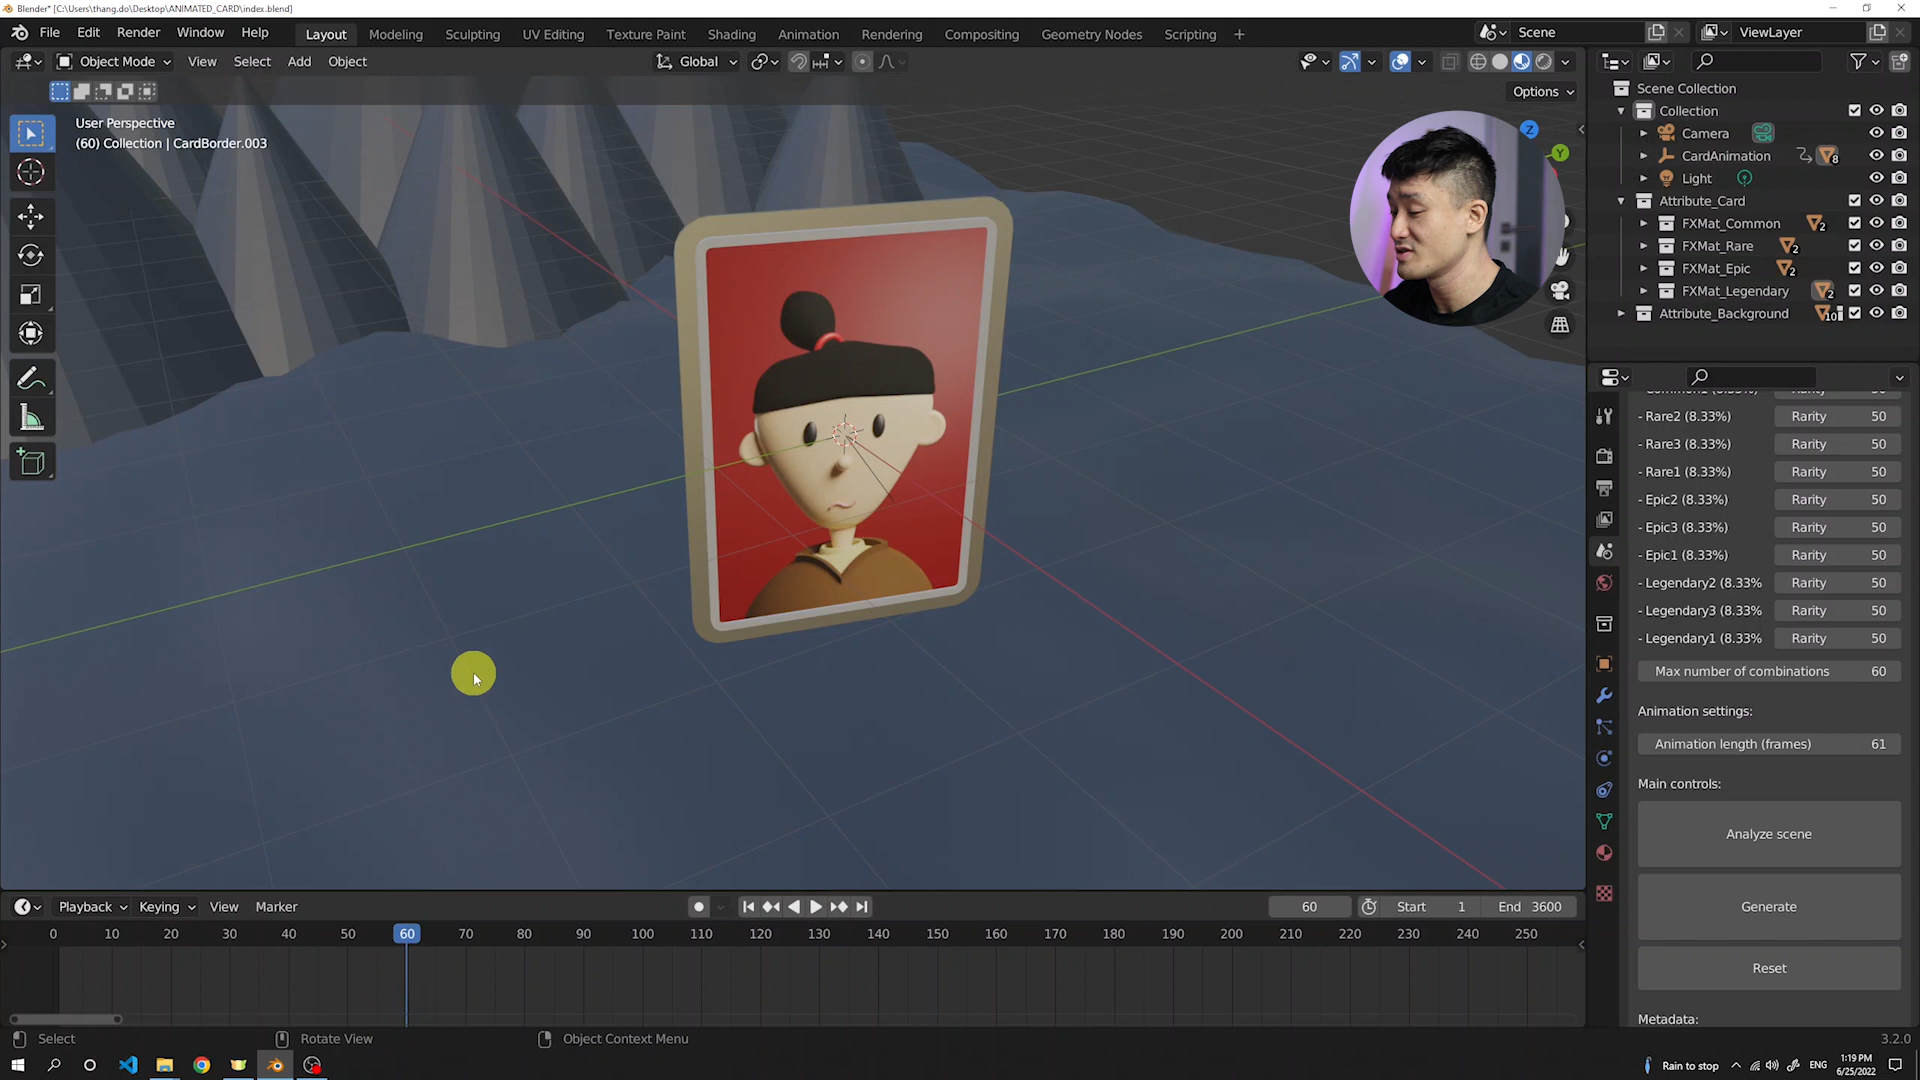 Blender* [C:\Users\thang.do\Desktop\ANIMATED_CARD\index.blend]
File Edit Render Window Help Layout Modeling Sculpting UV Editing Texture Paint Shading Animation Rendering Compositing Geometry Nodes Scripting + Scene ViewLayer
Object Mode View Select Add Object Global
Options
User Perspective
(60) Collection | CardBorder.003
Z
Y
Scene Collection
Collection
Camera
CardAnimation 8
Light
Attribute_Card
FXMat_Common 2
FXMat_Rare 2
FXMat_Epic 2
FXMat_Legendary 2
Attribute_Background 10
- Rare2 (8.33%) Rarity 50
- Rare3 (8.33%) Rarity 50
- Rare1 (8.33%) Rarity 50
- Epic2 (8.33%) Rarity 50
- Epic3 (8.33%) Rarity 50
- Epic1 (8.33%) Rarity 50
- Legendary2 (8.33% Rarity 50
- Legendary3 (8.33% Rarity 50
- Legendary1 (8.33% Rarity 50
Max number of combinations 60
Animation settings:
Animation length (frames) 61
Main controls:
Analyze scene
Generate
Reset
Metadata:
Playback Keying View Marker 60 Start 1 End 3600
0 10 20 30 40 50 60 70 80 90 100 110 120 130 140 150 160 170 180 190 200 210 220 230 240 250
Select Rotate View Object Context Menu 3.2.0
Rain to stop ENG 1:19 PM
6/25/2022